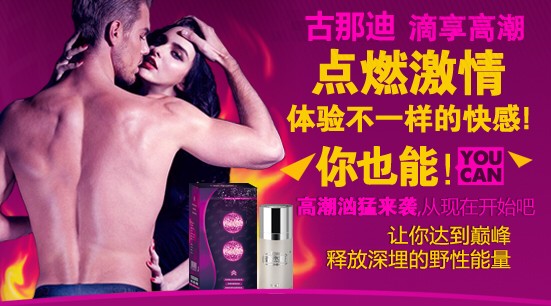 古那迪 滴享高潮
点燃激情
体验不一样的快感!
你也能!
YOU
CAN
高潮汹猛来袭,从现在开始吧
让你达到巅峰
释放深埋的野性能量